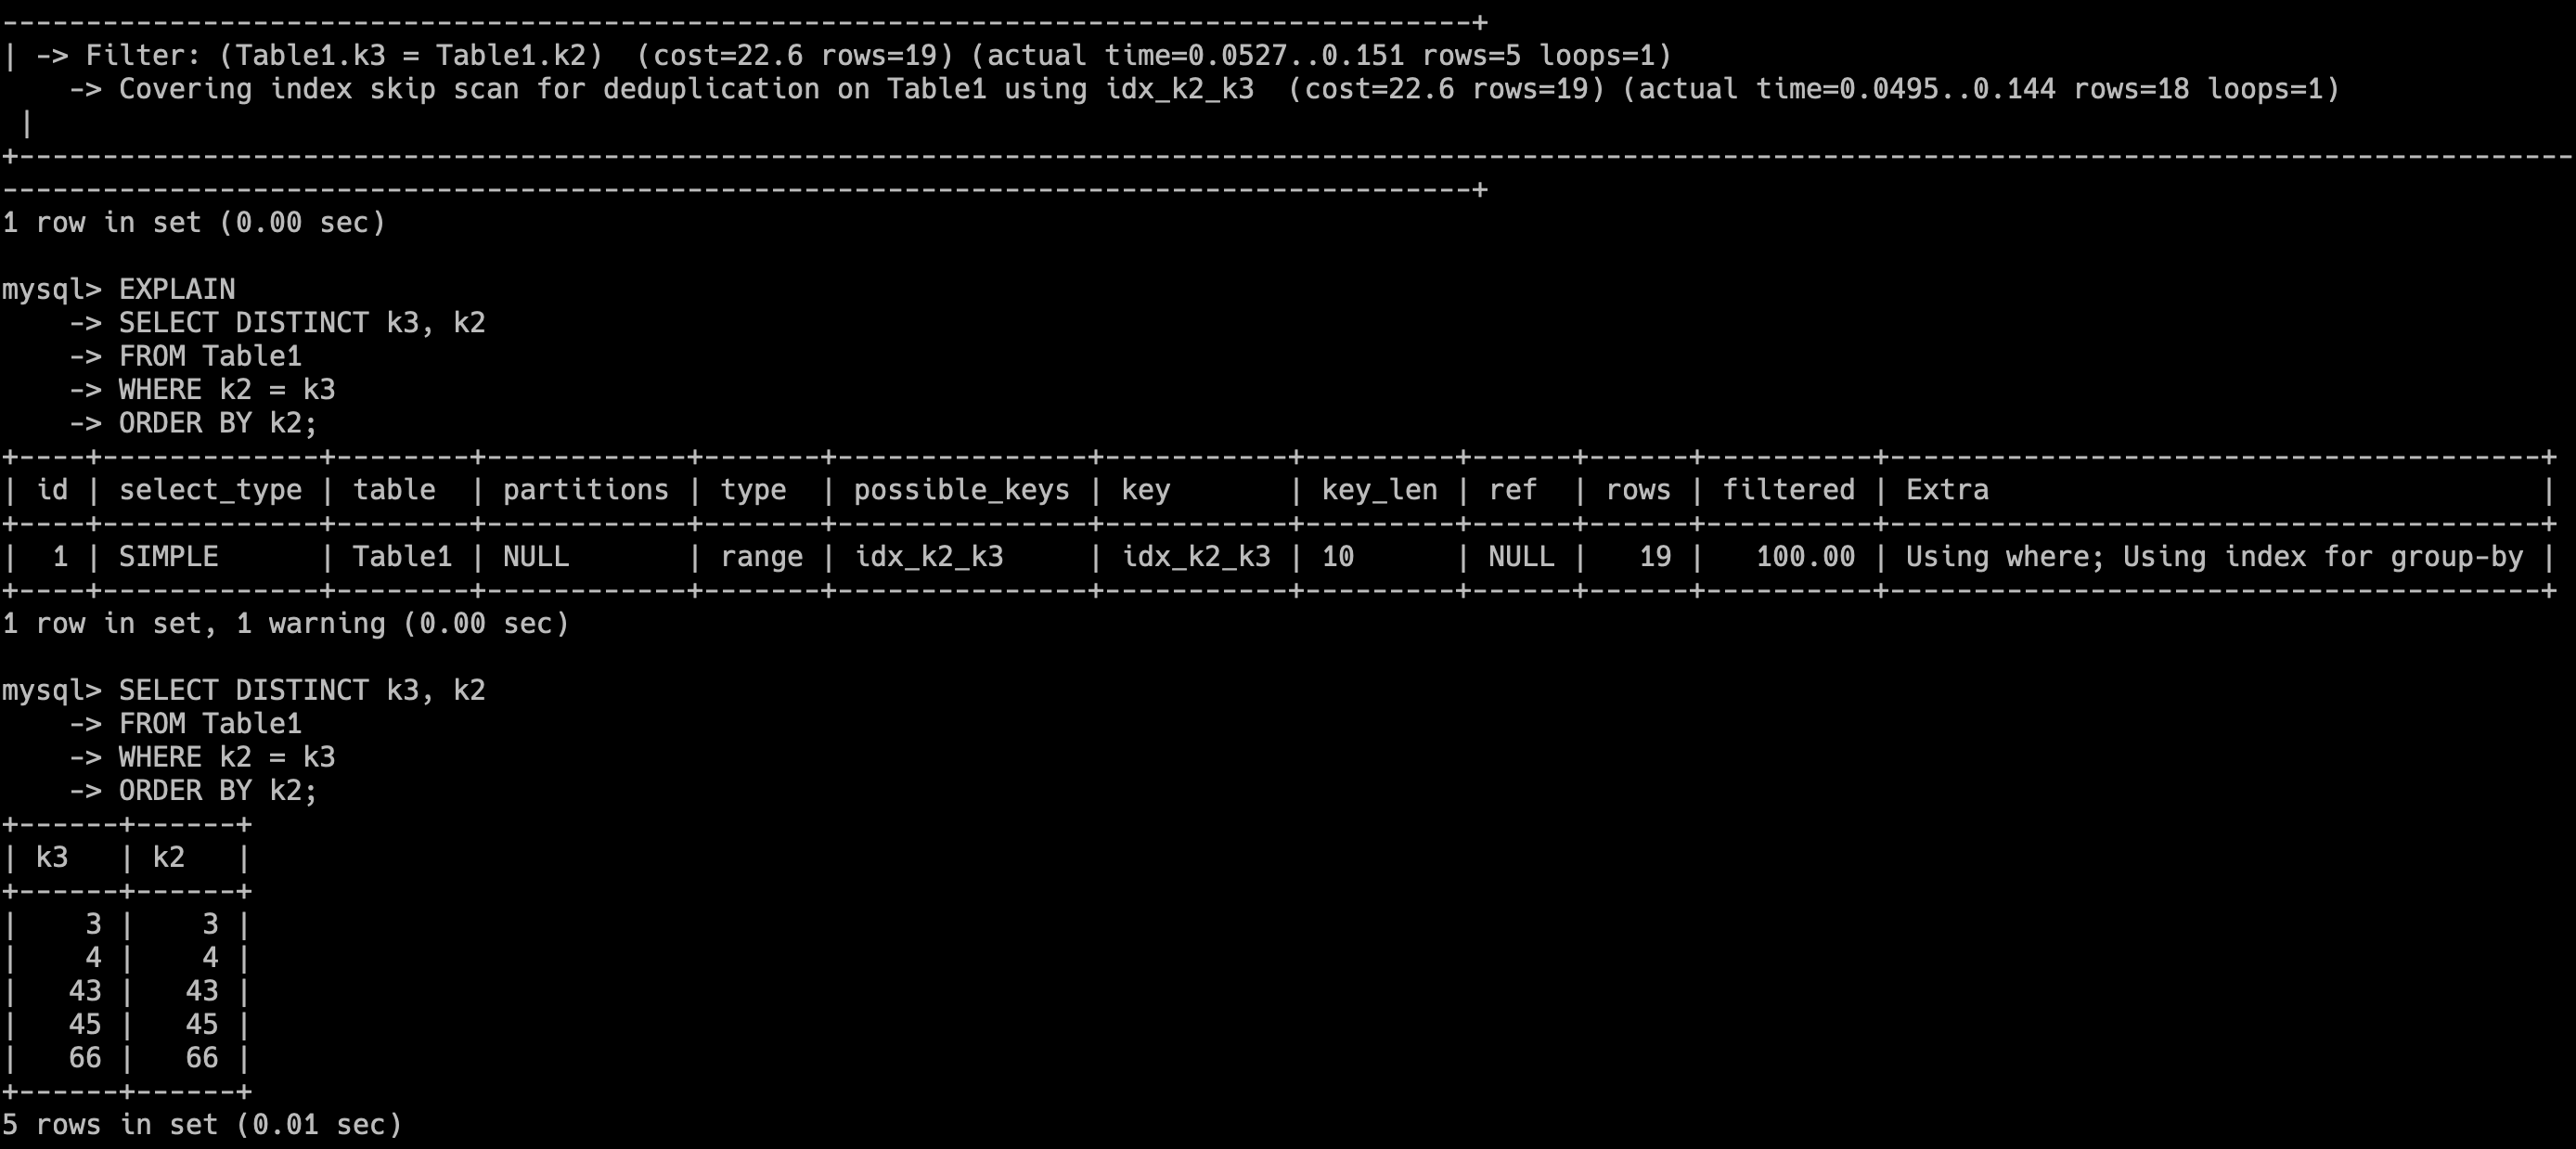 ----------------------------------------------------------------------------------------+
| -> Filter: (Table1.k3 = Table1.k2)  (cost=22.6 rows=19) (actual time=0.0527..0.151 rows=5 loops=1)
    -> Covering index skip scan for deduplication on Table1 using idx_k2_k3  (cost=22.6 rows=19) (actual time=0.0495..0.144 rows=18 loops=1)
 |
+---------------------------------------------------------------------------------------------------------------------------------------------------------
----------------------------------------------------------------------------------------+
1 row in set (0.00 sec)

mysql> EXPLAIN
    -> SELECT DISTINCT k3, k2
    -> FROM Table1
    -> WHERE k2 = k3
    -> ORDER BY k2;
+----+-------------+--------+------------+-------+---------------+-----------+---------+------+------+----------+---------------------------------------+
| id | select_type | table  | partitions | type  | possible_keys | key       | key_len | ref  | rows | filtered | Extra                                 |
+----+-------------+--------+------------+-------+---------------+-----------+---------+------+------+----------+---------------------------------------+
|  1 | SIMPLE      | Table1 | NULL       | range | idx_k2_k3     | idx_k2_k3 | 10      | NULL |   19 |   100.00 | Using where; Using index for group-by |
+----+-------------+--------+------------+-------+---------------+-----------+---------+------+------+----------+---------------------------------------+
1 row in set, 1 warning (0.00 sec)

mysql> SELECT DISTINCT k3, k2
    -> FROM Table1
    -> WHERE k2 = k3
    -> ORDER BY k2;
+------+------+
| k3   | k2   |
+------+------+
|    3 |    3 |
|    4 |    4 |
|   43 |   43 |
|   45 |   45 |
|   66 |   66 |
+------+------+
5 rows in set (0.01 sec)